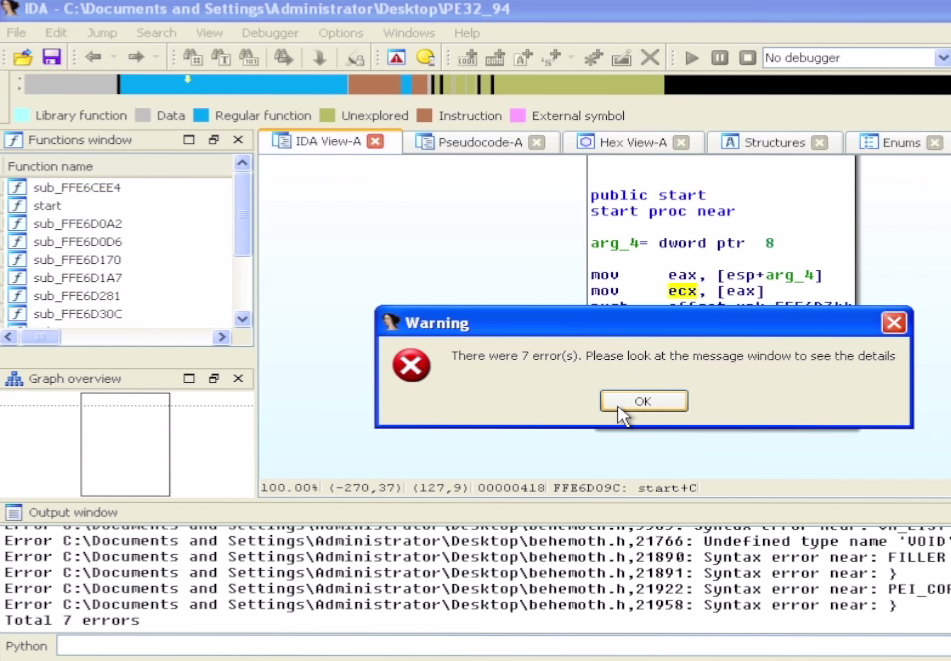 IDA - C:\Documents and Settings\Administrator\Desktop\PE32_94
File Edit Jump Search View Debugger Options Windows Help
No debugger
Library function Data Regular function Unexplored Instruction External symbol
Functions window
IDA View-A Pseudocode-A Hex View-A Structures Enums
Function name
sub_FFE6CEE4
start
sub_FFE6D0A2
sub_FFE6D0D6
sub_FFE6D170
sub_FFE6D1A7
sub_FFE6D281
sub_FFE6D30C
public start
start proc near
arg_4= dword ptr 8
mov eax, [esp+arg_4]
mov ecx, [eax]
Warning
There were 7 error(s). Please look at the message window to see the details
OK
Graph overview
100.00% (-270,37) (127,9) 00000418 FFE6D09C: start+C
Output window
Error C:\Documents and Settings\Administrator\Desktop\behemoth.h,21766: Undefined type name 'VOID'
Error C:\Documents and Settings\Administrator\Desktop\behemoth.h,21890: Syntax error near: FILLER
Error C:\Documents and Settings\Administrator\Desktop\behemoth.h,21891: Syntax error near: }
Error C:\Documents and Settings\Administrator\Desktop\behemoth.h,21922: Syntax error near: PEI_COR
Error C:\Documents and Settings\Administrator\Desktop\behemoth.h,21958: Syntax error near: }
Total 7 errors
Python